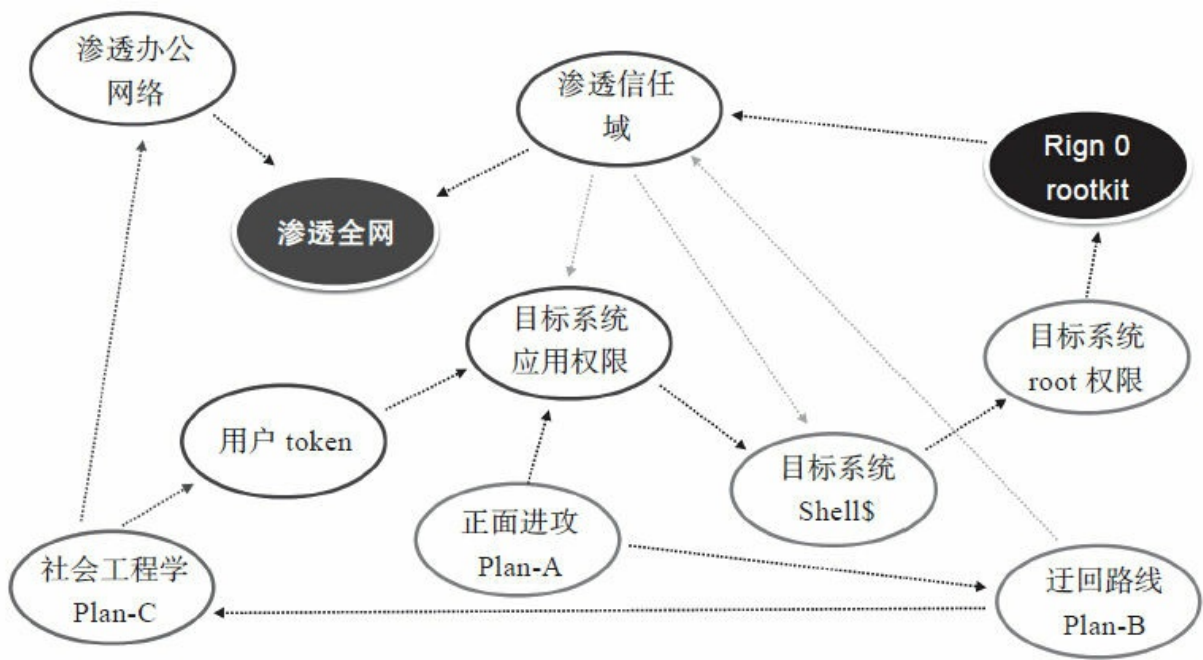 渗透办公
网络
渗透信任
域
Rign 0
rootkit
渗透全网
目标系统
应用权限
目标系统
root 权限
用户 token
目标系统
Shell$
正面进攻
Plan-A
社会工程学
Plan-C
迂回路线
Plan-B